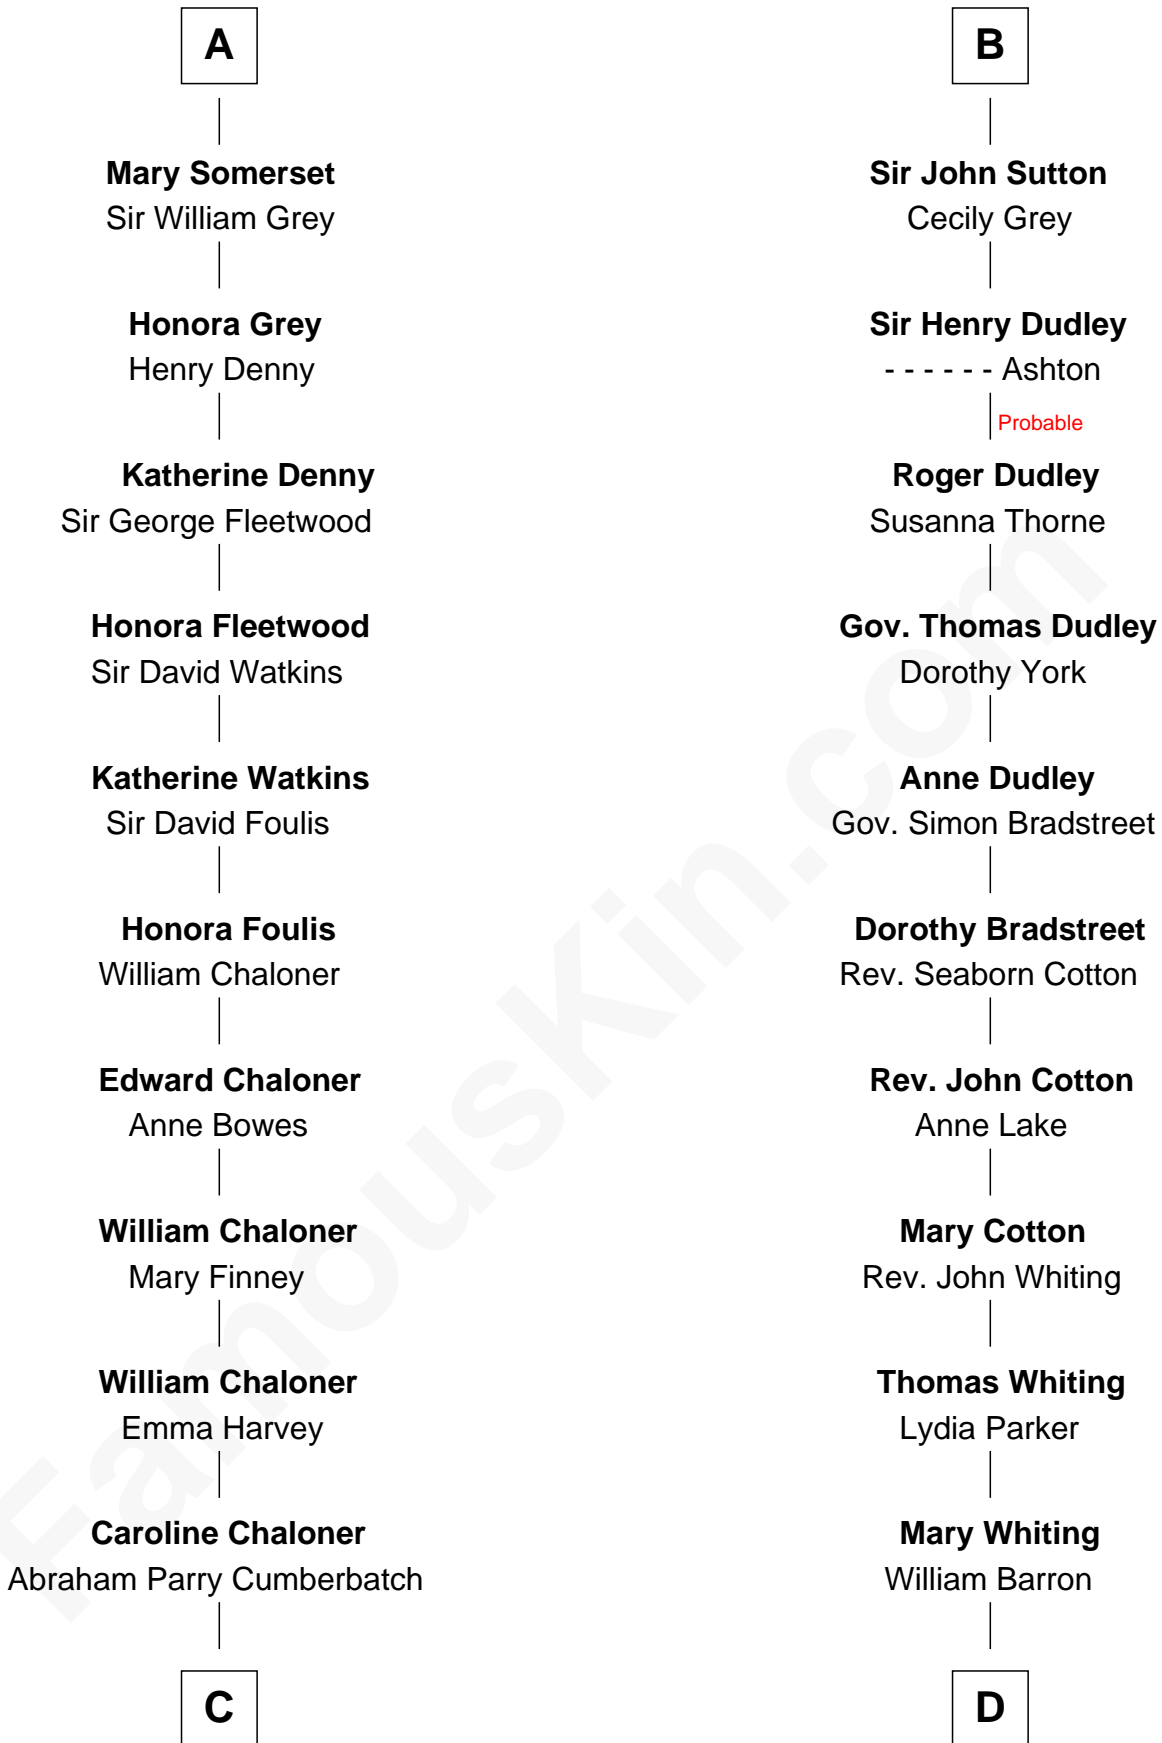 A
Mary Somerset
Sir William Grey
Honora Grey
Henry Denny
Katherine Denny
Sir George Fleetwood
Honora Fleetwood
Sir David Watkins
Katherine Watkins
Sir David Foulis
Honora Foulis
William Chaloner
Edward Chaloner
Anne Bowes
William Chaloner
Mary Finney
William Chaloner
Emma Harvey
Caroline Chaloner
Abraham Parry Cumberbatch
C
B
Sir John Sutton
Cecily Grey
Sir Henry Dudley
- - - - - - Ashton
Probable
Roger Dudley
Susanna Thorne
Gov. Thomas Dudley
Dorothy York
Anne Dudley
Gov. Simon Bradstreet
Dorothy Bradstreet
Rev. Seaborn Cotton
Rev. John Cotton
Anne Lake
Mary Cotton
Rev. John Whiting
Thomas Whiting
Lydia Parker
Mary Whiting
William Barron
D
FamousKin.com